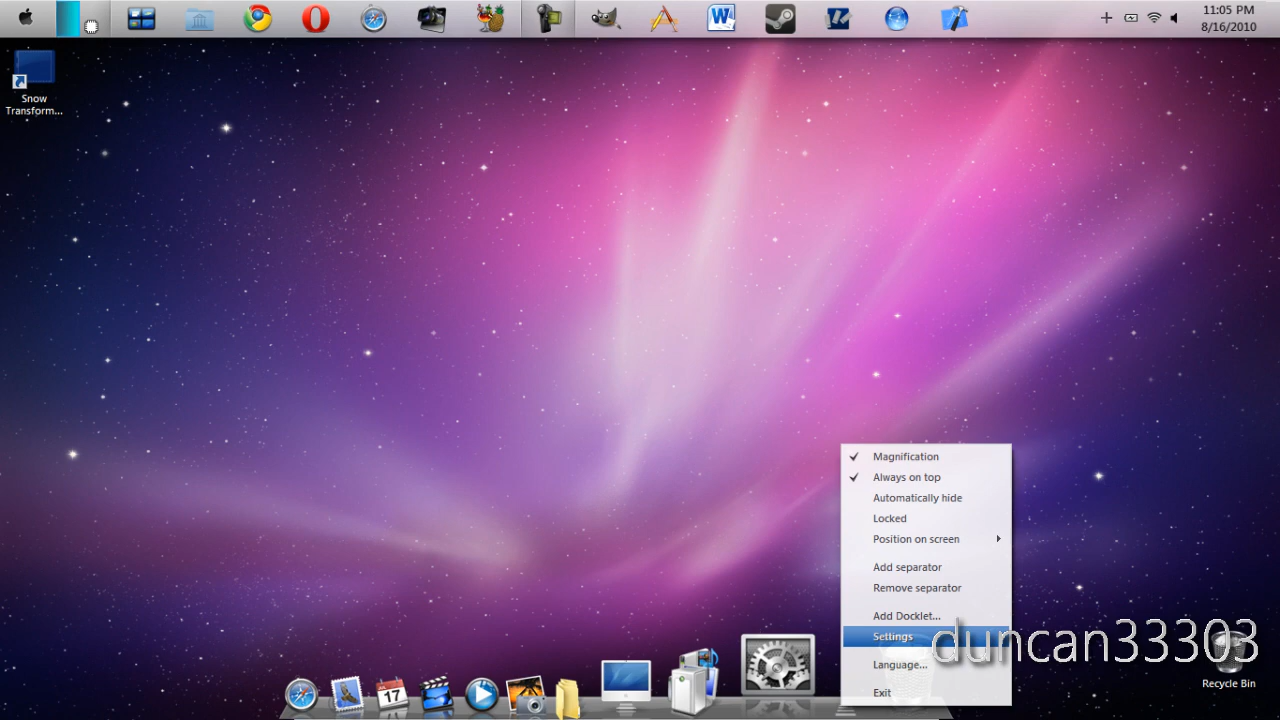 11:05 PM
8/16/2010
W
Snow
Transform...
Magnification
Always on top
Automatically hide
Locked
Position on screen
Add separator
Remove separator
Add Docklet...
Settings
Language...
Exit
duncan33303
Recycle Bin
17